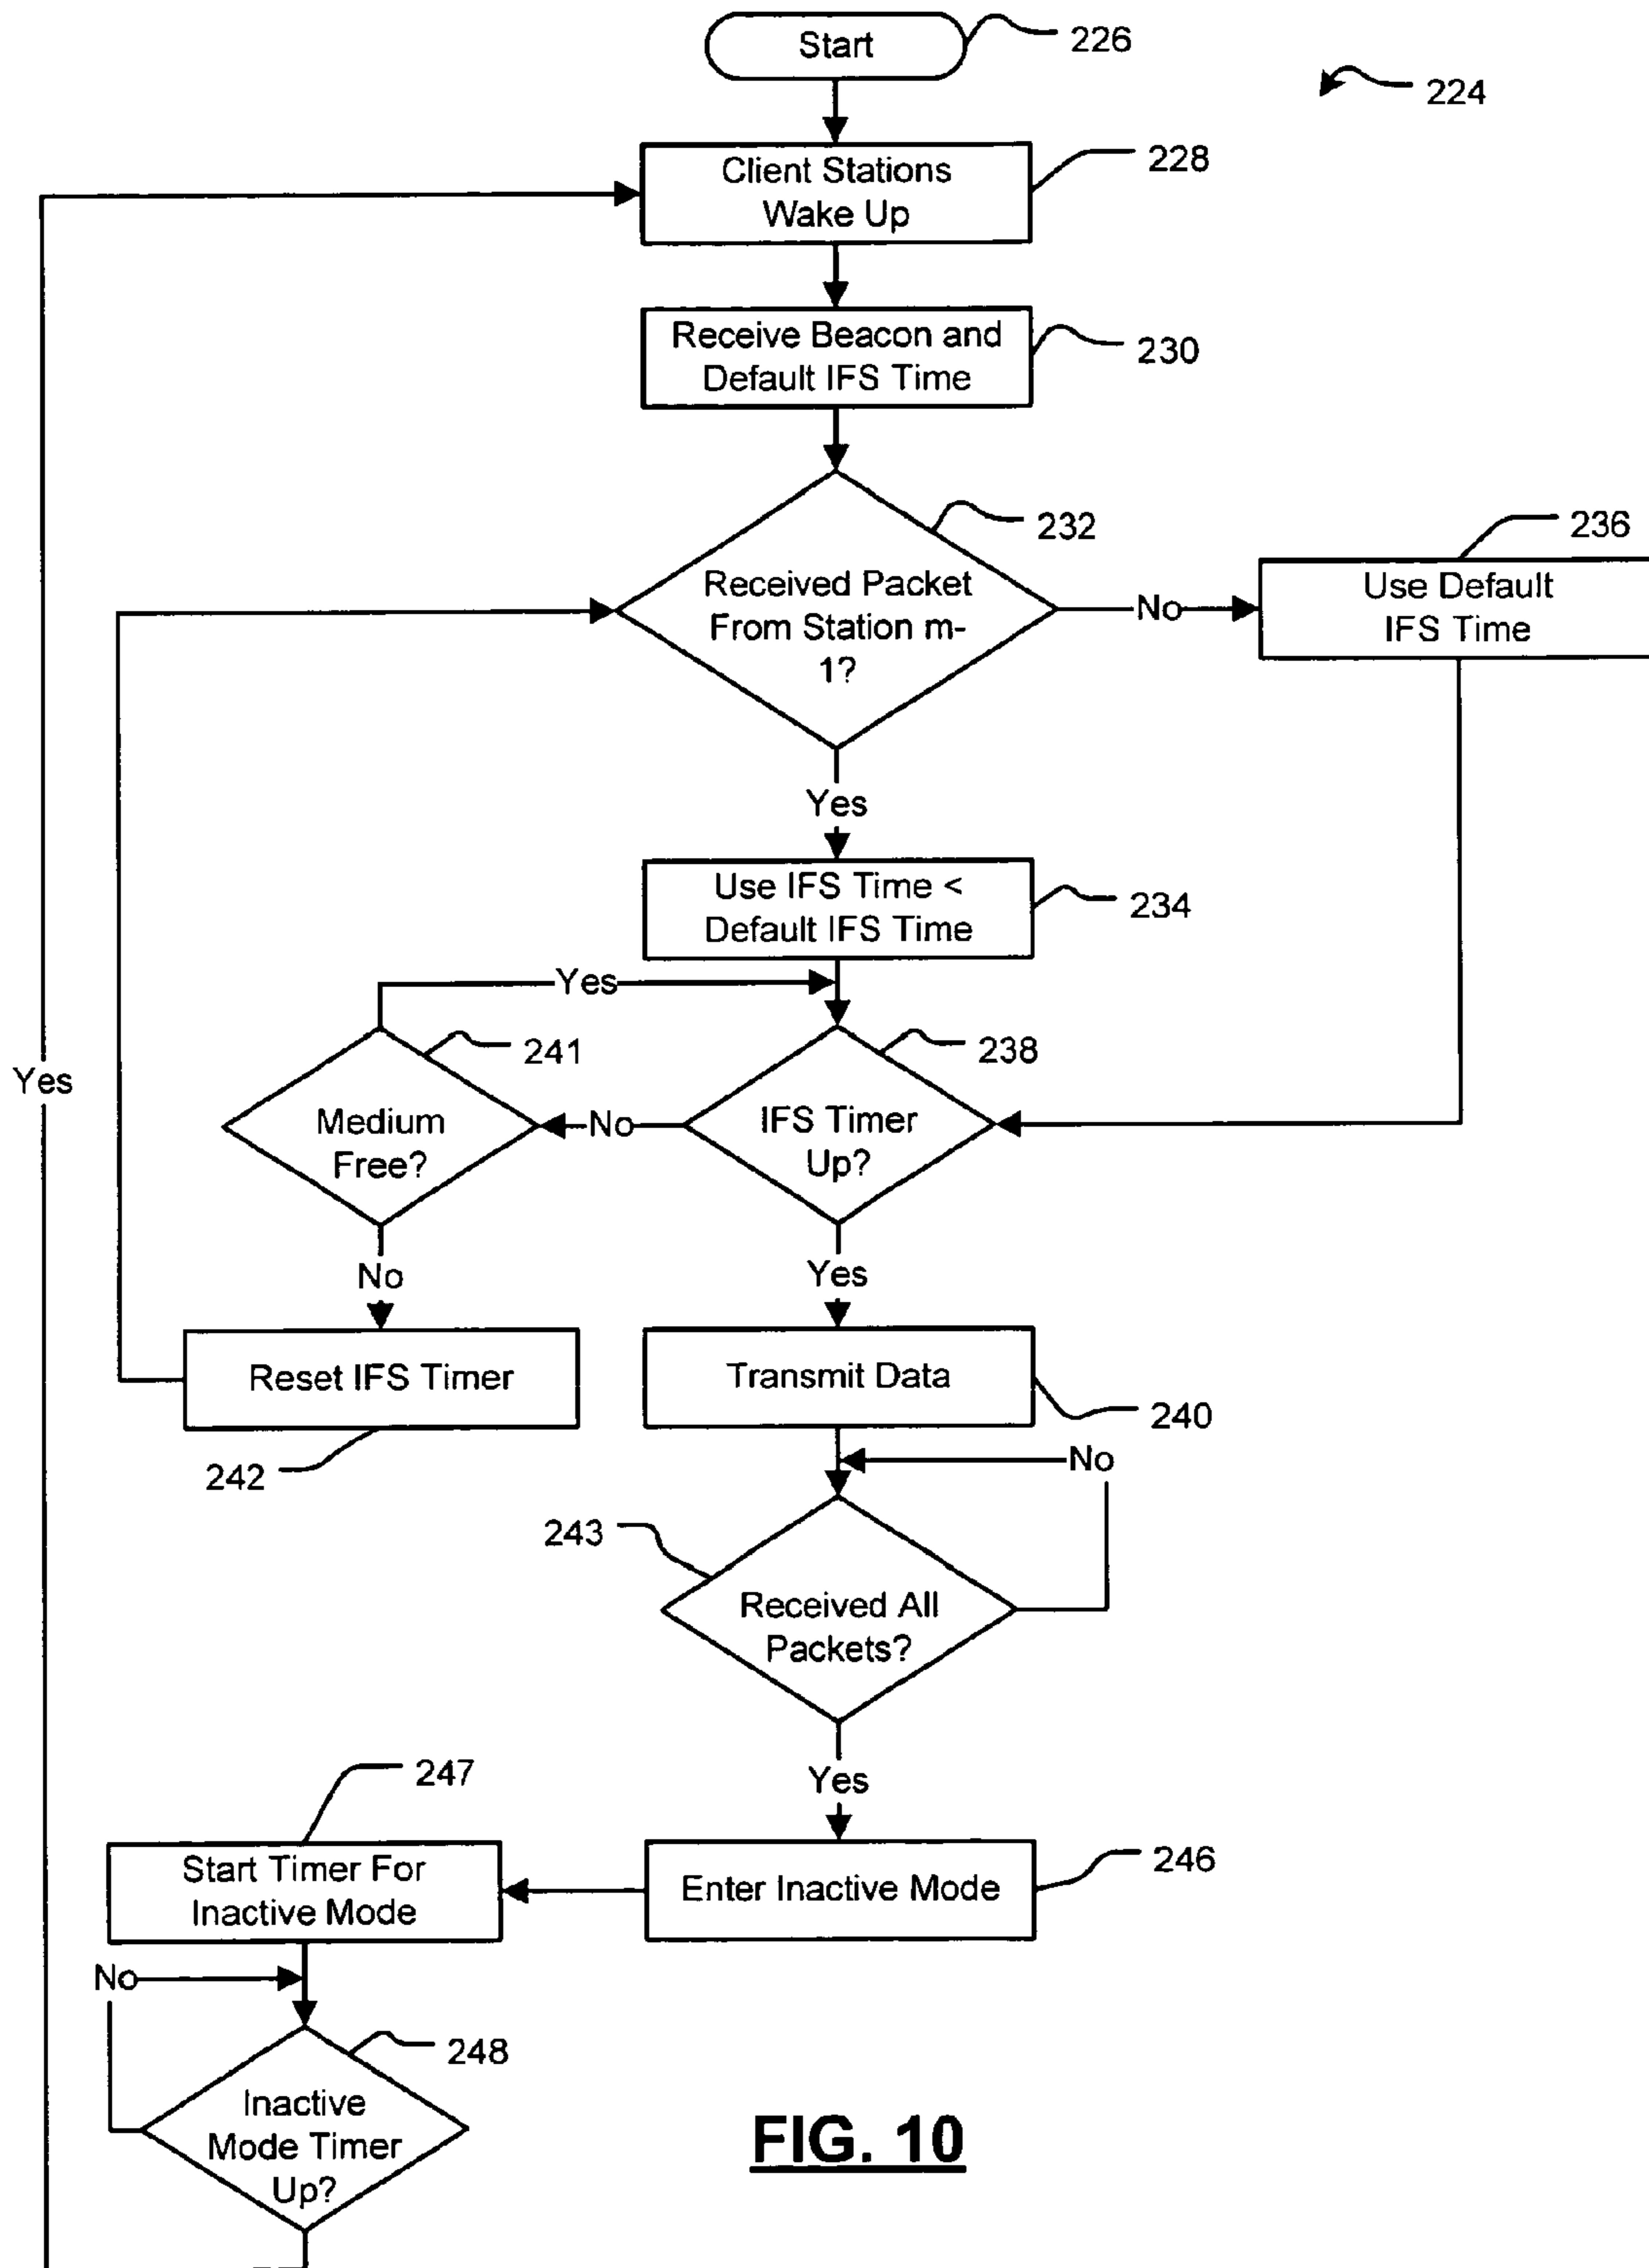 Start
226
224
Client Stations
Wake Up
228
Receive Beacon and
Default IFS Time
230
232
Received Packet
From Station m-
1?
No
236
Use Default
IFS Time
Yes
Use IFS Time <
Default IFS Time
234
Yes
241
238
Yes
Medium
Free?
No
IFS Timer
Up?
No
Yes
Reset IFS Timer
Transmit Data
240
242
No
243
Received All
Packets?
Yes
247
Start Timer For
Inactive Mode
Enter Inactive Mode
246
No
248
Inactive
Mode Timer
Up?
FIG. 10